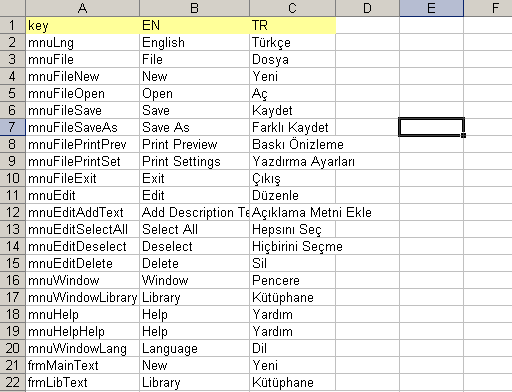 A B C D E F
1 key EN TR
2 mnuLng English Türkçe
3 mnuFile File Dosya
4 mnuFileNew New Yeni
5 mnuFileOpen Open Aç
6 mnuFileSave Save Kaydet
7 mnuFileSaveAs Save As Farklı Kaydet
8 mnuFilePrintPrev Print Preview Baskı Önizleme
9 mnuFilePrintSet Print Settings Yazdırma Ayarları
10 mnuFileExit Exit Çıkış
11 mnuEdit Edit Düzenle
12 mnuEditAddText Add Description Te Açıklama Metni Ekle
13 mnuEditSelectAll Select All Hepsını Seç
14 mnuEditDeselect Deselect Hiçbirini Seçme
15 mnuEditDelete Delete Sil
16 mnuWindow Window Pencere
17 mnuWindowLibrary Library Kütüphane
18 mnuHelp Help Yardım
19 mnuHelpHelp Help Yardım
20 mnuWindowLang Language Dil
21 frmMainText New Yeni
22 frmLibText Library Kütüphane